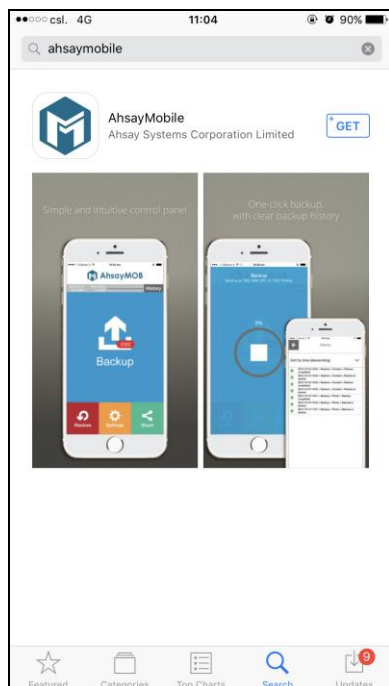 csl. 4G 11:04 90%
ahsaymobile
AhsayMobile
Ahsay Systems Corporation Limited
+ GET
Simple and intuitive control panel
One-click backup
with clear backup history
AhsayMOB
History
Backup
Backup
0%
Restore Settings Share
9
Featured Categories Top Charts Search Updates